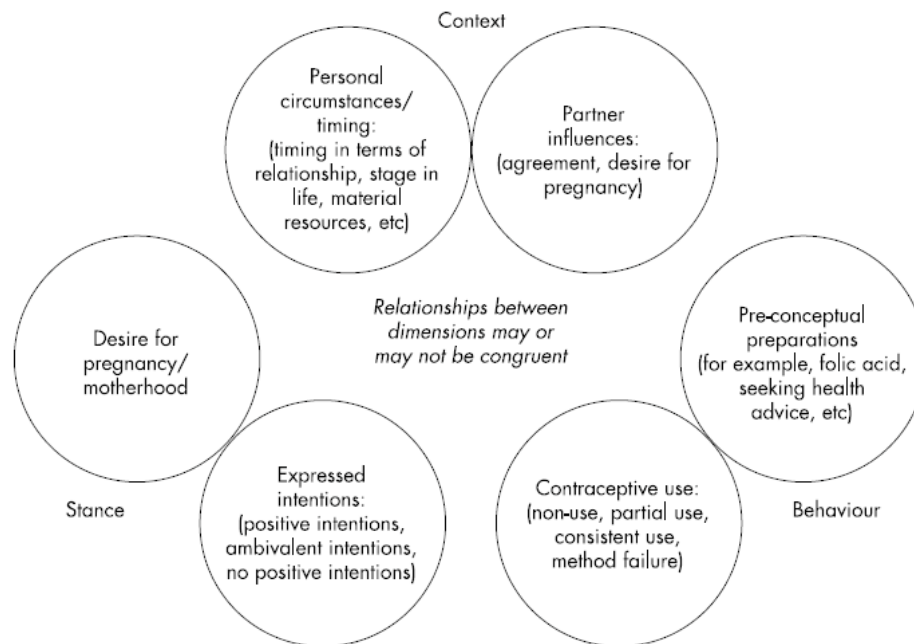 Context
Personal
circumstances/
timing:
(timing in terms of
relationship, stage in
life, material
resources, etc)
Partner
influences:
(agreement, desire for
pregnancy)
Desire for
pregnancy/
motherhood
Relationships between
dimensions may or
may not be congruent
Pre-conceptual
preparations
(for example, folic acid,
seeking health
advice, etc)
Stance
Expressed
intentions:
(positive intentions,
ambivalent intentions,
no positive intentions)
Contraceptive use:
(non-use, partial use,
consistent use,
method failure)
Behaviour